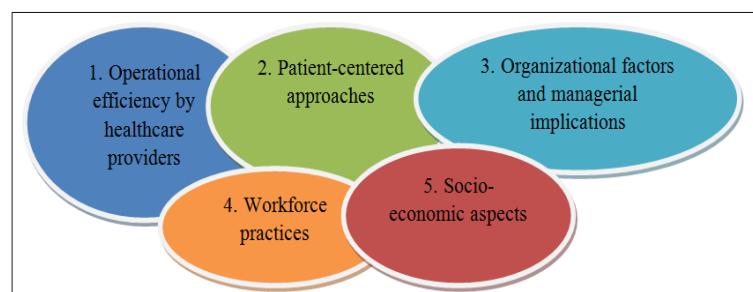 1. Operational
efficiency by
healthcare
providers
2. Patient-centered
approaches
3. Organizational factors
and managerial
implications
4. Workforce
practices
5. Socio-
economic aspects